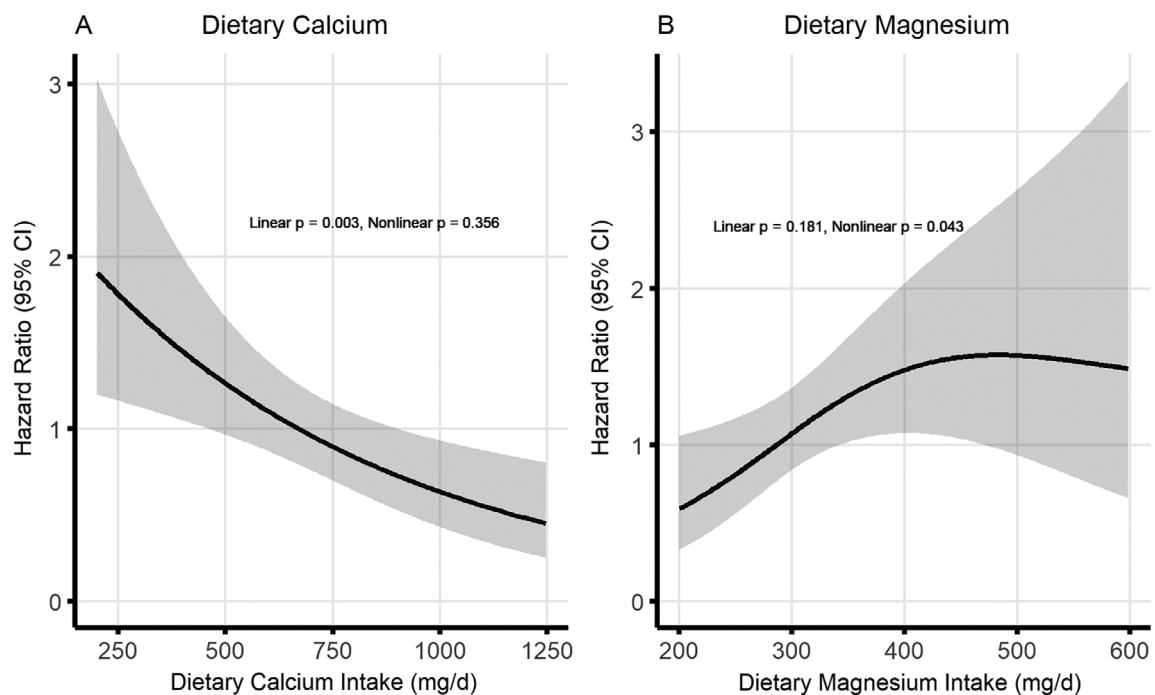 A Dietary Calcium
3
2
1
0
Hazard Ratio (95% CI)
Linear p = 0.003, Nonlinear p = 0.356
250 500 750 1000 1250
Dietary Calcium Intake (mg/d)
B Dietary Magnesium
3
2
1
0
Hazard Ratio (95% CI)
Linear p = 0.181, Nonlinear p = 0.043
200 300 400 500 600
Dietary Magnesium Intake (mg/d)